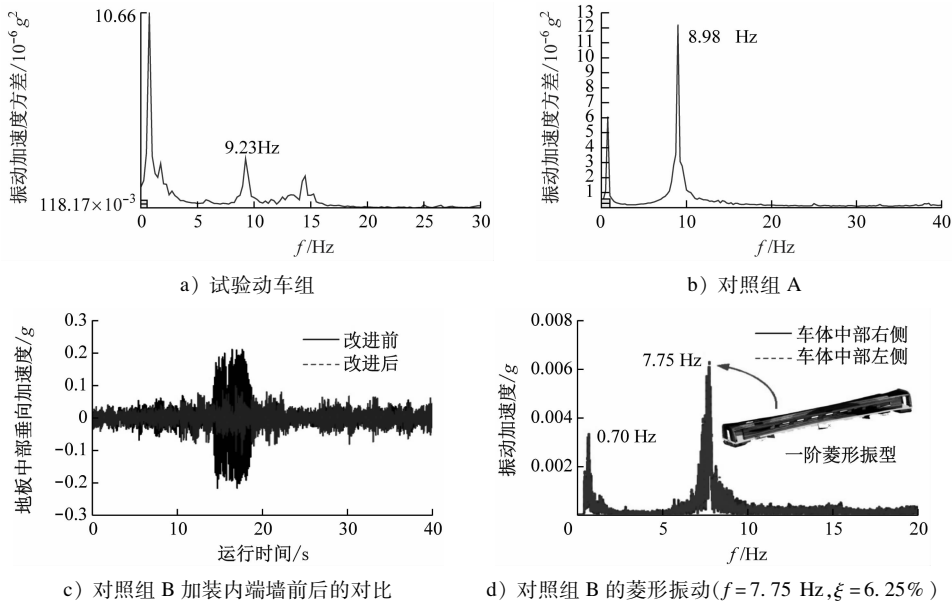 10.66
振动加速度方差/10⁻⁶ g²
9.23Hz
118.17×10⁻³
0 5 10 15 20 25 30
f/Hz
a) 试验动车组
振动加速度方差/10⁻⁶ g²
13
12
11
10
9
8
7
6
5
4
3
2
1
8.98 Hz
0 10 20 30 40
f/Hz
b) 对照组 A
地板中部垂向加速度/g
0.3
0.2
0.1
0
-0.1
-0.2
-0.3
改进前
改进后
0 10 20 30 40
运行时间/s
c) 对照组 B 加装内端墙前后的对比
振动加速度/g
0.008
0.006
0.004
0.002
车体中部右侧
车体中部左侧
7.75 Hz
0.70 Hz
一阶菱形振型
0 5 10 15 20
f/Hz
d) 对照组 B 的菱形振动(f=7.75 Hz,ξ=6.25%)